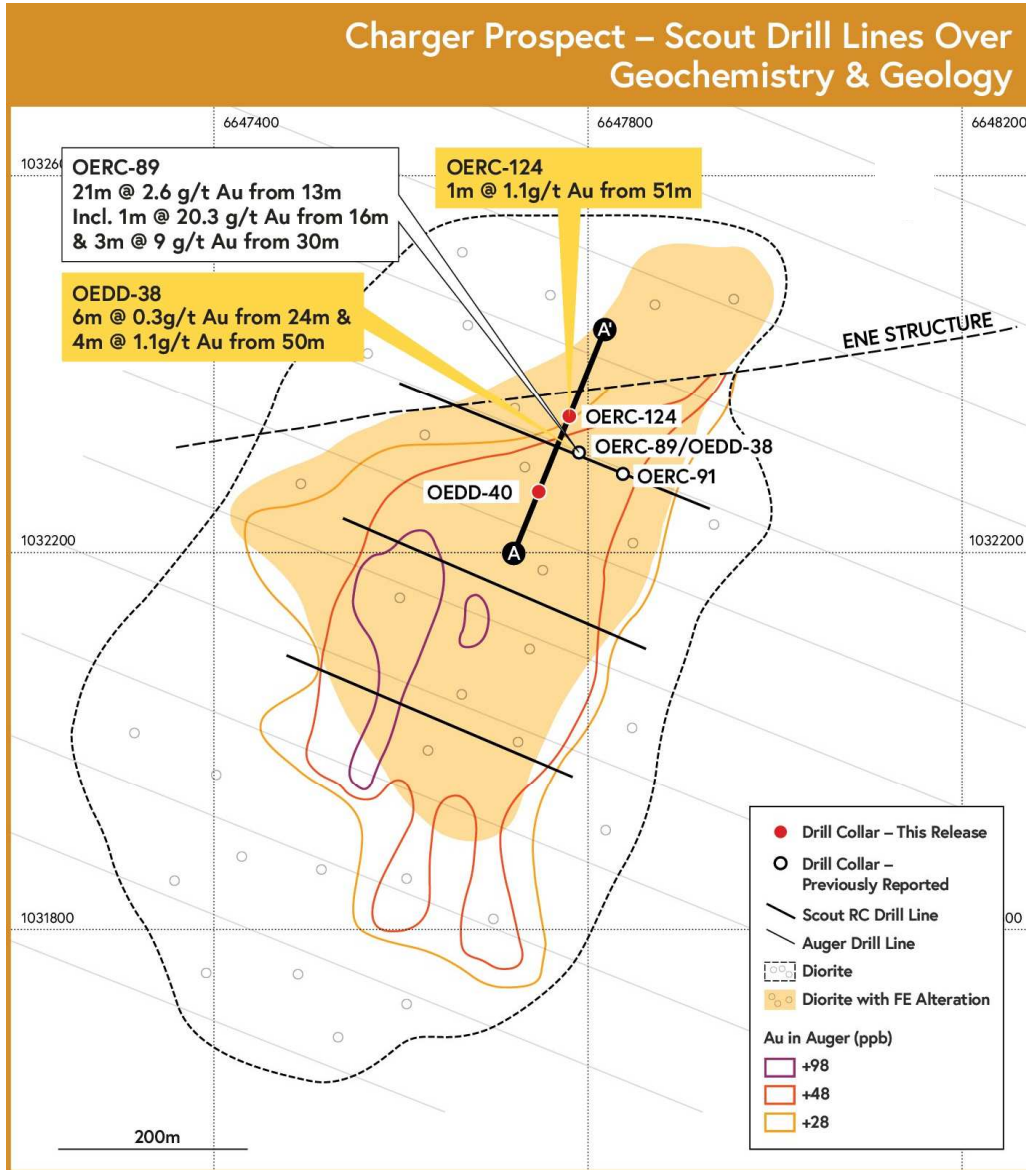 Charger Prospect – Scout Drill Lines Over
Geochemistry & Geology
6647400
6647800
6648200
10326
OERC-89
21m @ 2.6 g/t Au from 13m
Incl. 1m @ 20.3 g/t Au from 16m
& 3m @ 9 g/t Au from 30m
OERC-124
1m @ 1.1g/t Au from 51m
OEDD-38
6m @ 0.3g/t Au from 24m &
4m @ 1.1g/t Au from 50m
A'
ENE STRUCTURE
OERC-124
OERC-89/OEDD-38
OERC-91
OEDD-40
A
1032200
1032200
1031800
00
Drill Collar – This Release
Drill Collar –
Previously Reported
Scout RC Drill Line
Auger Drill Line
Diorite
Diorite with FE Alteration
Au in Auger (ppb)
+98
+48
+28
200m